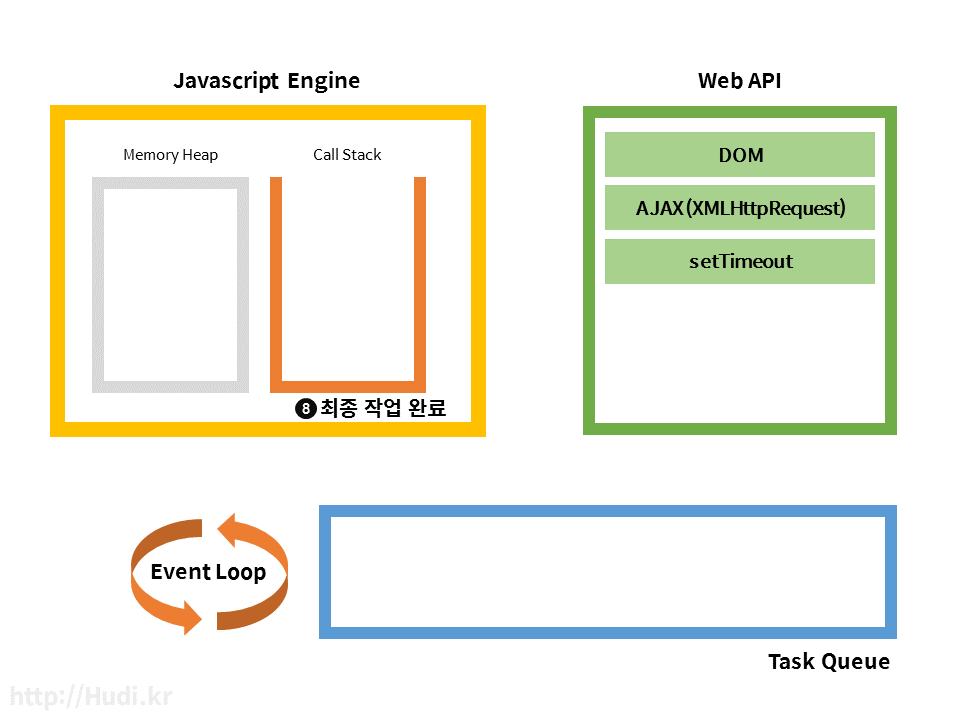 Javascript Engine
Web API
Memory Heap
Call Stack
DOM
AJAX(XMLHttpRequest)
setTimeout
❽ 최종 작업 완료
Event Loop
Task Queue
http://Hudi.kr